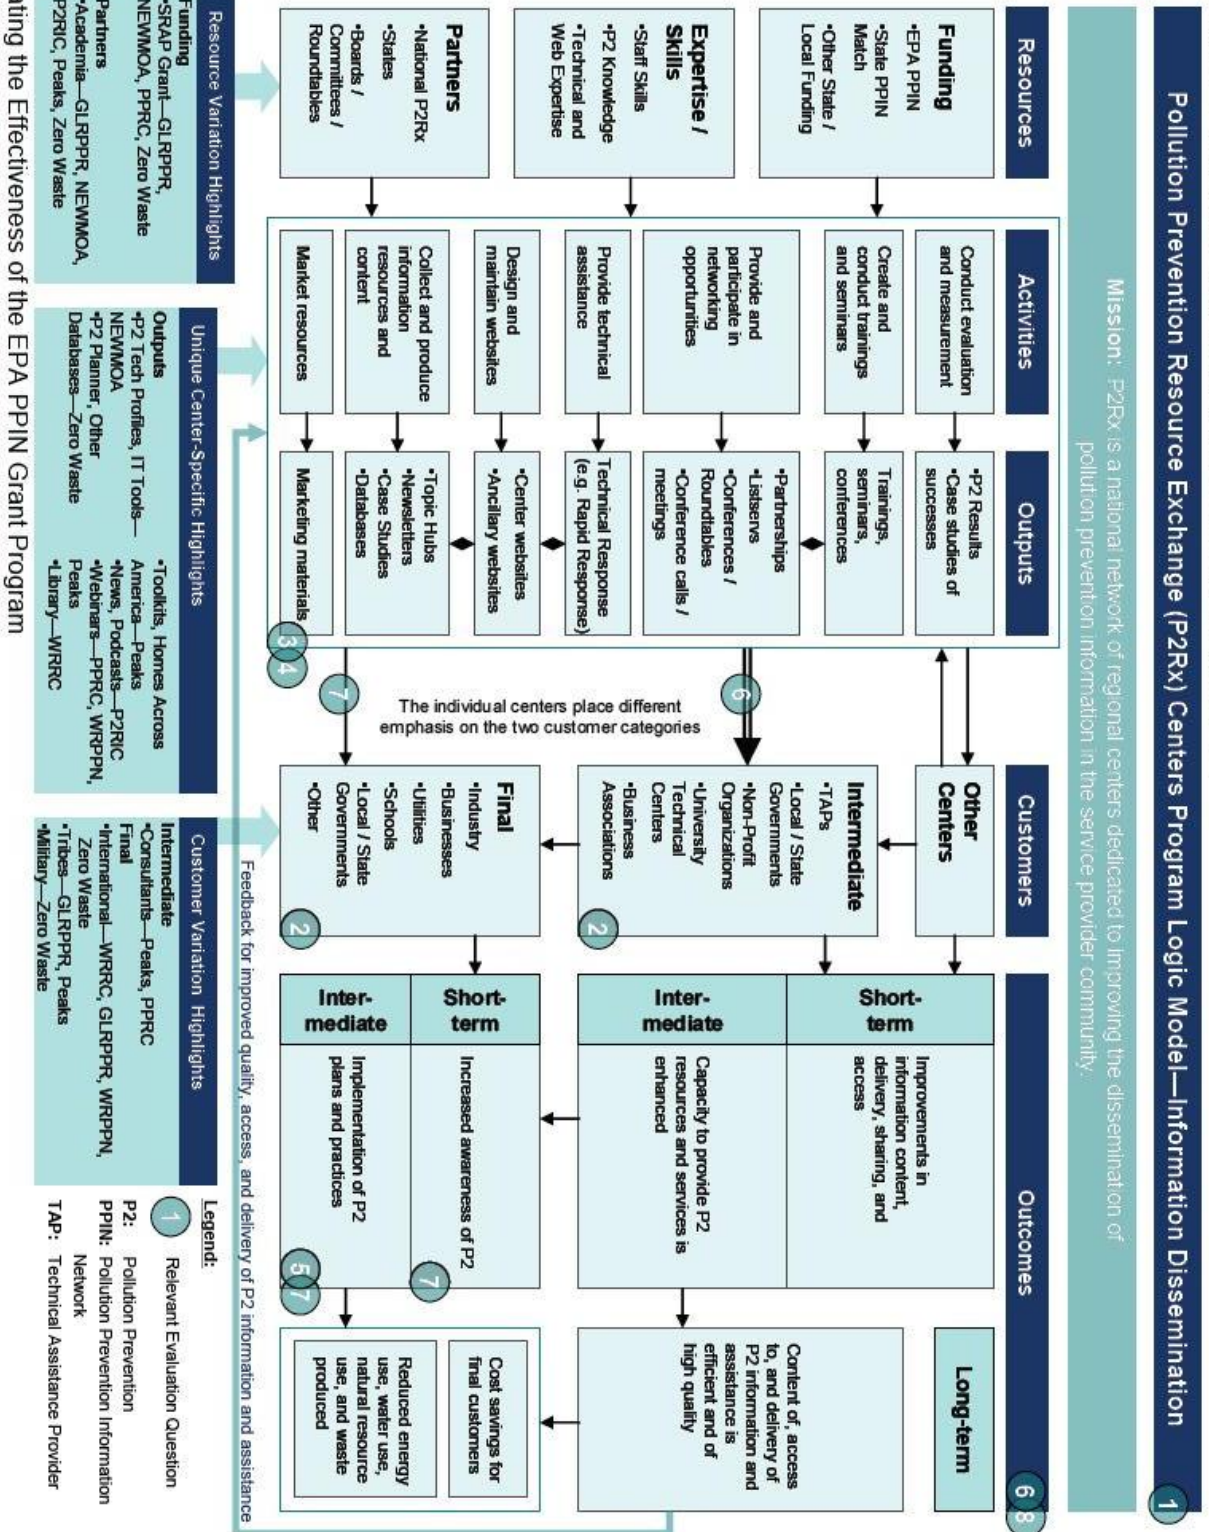 Pollution Prevention Resource Exchange (P2Rx) Centers Program Logic Model—Information Dissemination
1
Mission: P2Rx is a national network of regional centers dedicated to improving the dissemination of
pollution prevention information in the service provider community.
Resources
Activities
Outputs
Customers
Outcomes
6
8
Funding
•EPA PPIN
•State PPIN
Match
•Other State /
Local Funding
Expertise /
Skills
•Staff Skills
•P2 Knowledge
•Technical and
Web Expertise
Partners
•National P2Rx
•States
•Boards /
Committees /
Roundtables
Conduct evaluation
and measurement
Create and
conduct trainings
and seminars
Provide and
participate in
networking
opportunities
Provide technical
assistance
Design and
maintain websites
Collect and produce
information
resources and
content
Market resources
•P2 Results
•Case studies of
successes
Trainings,
seminars,
conferences
•Partnerships
•Listservs
•Conferences /
Roundtables
•Conference calls /
meetings
Technical Response
(e.g. Rapid Response)
•Center websites
•Ancillary websites
•Topic Hubs
•Newsletters
•Case Studies
•Databases
Marketing materials
3
4
6
The individual centers place different
emphasis on the two customer categories
7
Other
Centers
Intermediate
•TAPs
•Local / State
Governments
•Non-Profit
Organizations
•University
Technical
Centers
•Business
Associations
2
Final
•Industry
•Businesses
•Utilities
•Schools
•Local / State
Governments
•Other
2
Short-
term
Improvements in
information content,
delivery, sharing, and
access
Inter-
mediate
Capacity to provide P2
resources and services is
enhanced
Short-
term
Increased awareness of P2
7
Inter-
mediate
Implementation of P2
plans and practices
5
7
Long-term
Content of, access
to, and delivery of
P2 information and
assistance is
efficient and of
high quality
Cost savings for
final customers
Reduced energy
use, water use,
natural resource
use, and waste
produced
Feedback for improved quality, access, and delivery of P2 information and assistance
Resource Variation Highlights
Funding
•SRAP Grant—GLRPPR,
NEWMOA, PPRC, Zero Waste
Partners
•Academia—GLRPPR, NEWMOA,
P2RIC, Peaks, Zero Waste
Unique Center-Specific Highlights
Outputs
•P2 Tech Profiles, IT Tools—
NEWMOA
•P2 Planner, Other
Databases—Zero Waste
•Toolkits, Homes Across
America—Peaks
•News, Podcasts—P2RIC
•Webinars—PPRC, WRPPN,
Peaks
•Library—WRRC
Customer Variation Highlights
Intermediate
•Consultants—Peaks, PPRC
Final
•International—WRRC, GLRPPR, WRPPN,
Zero Waste
•Tribes—GLRPPR, Peaks
•Military—Zero Waste
Legend:
1 Relevant Evaluation Question
P2: Pollution Prevention
PPIN: Pollution Prevention Information
Network
TAP: Technical Assistance Provider
ating the Effectiveness of the EPA PPIN Grant Program